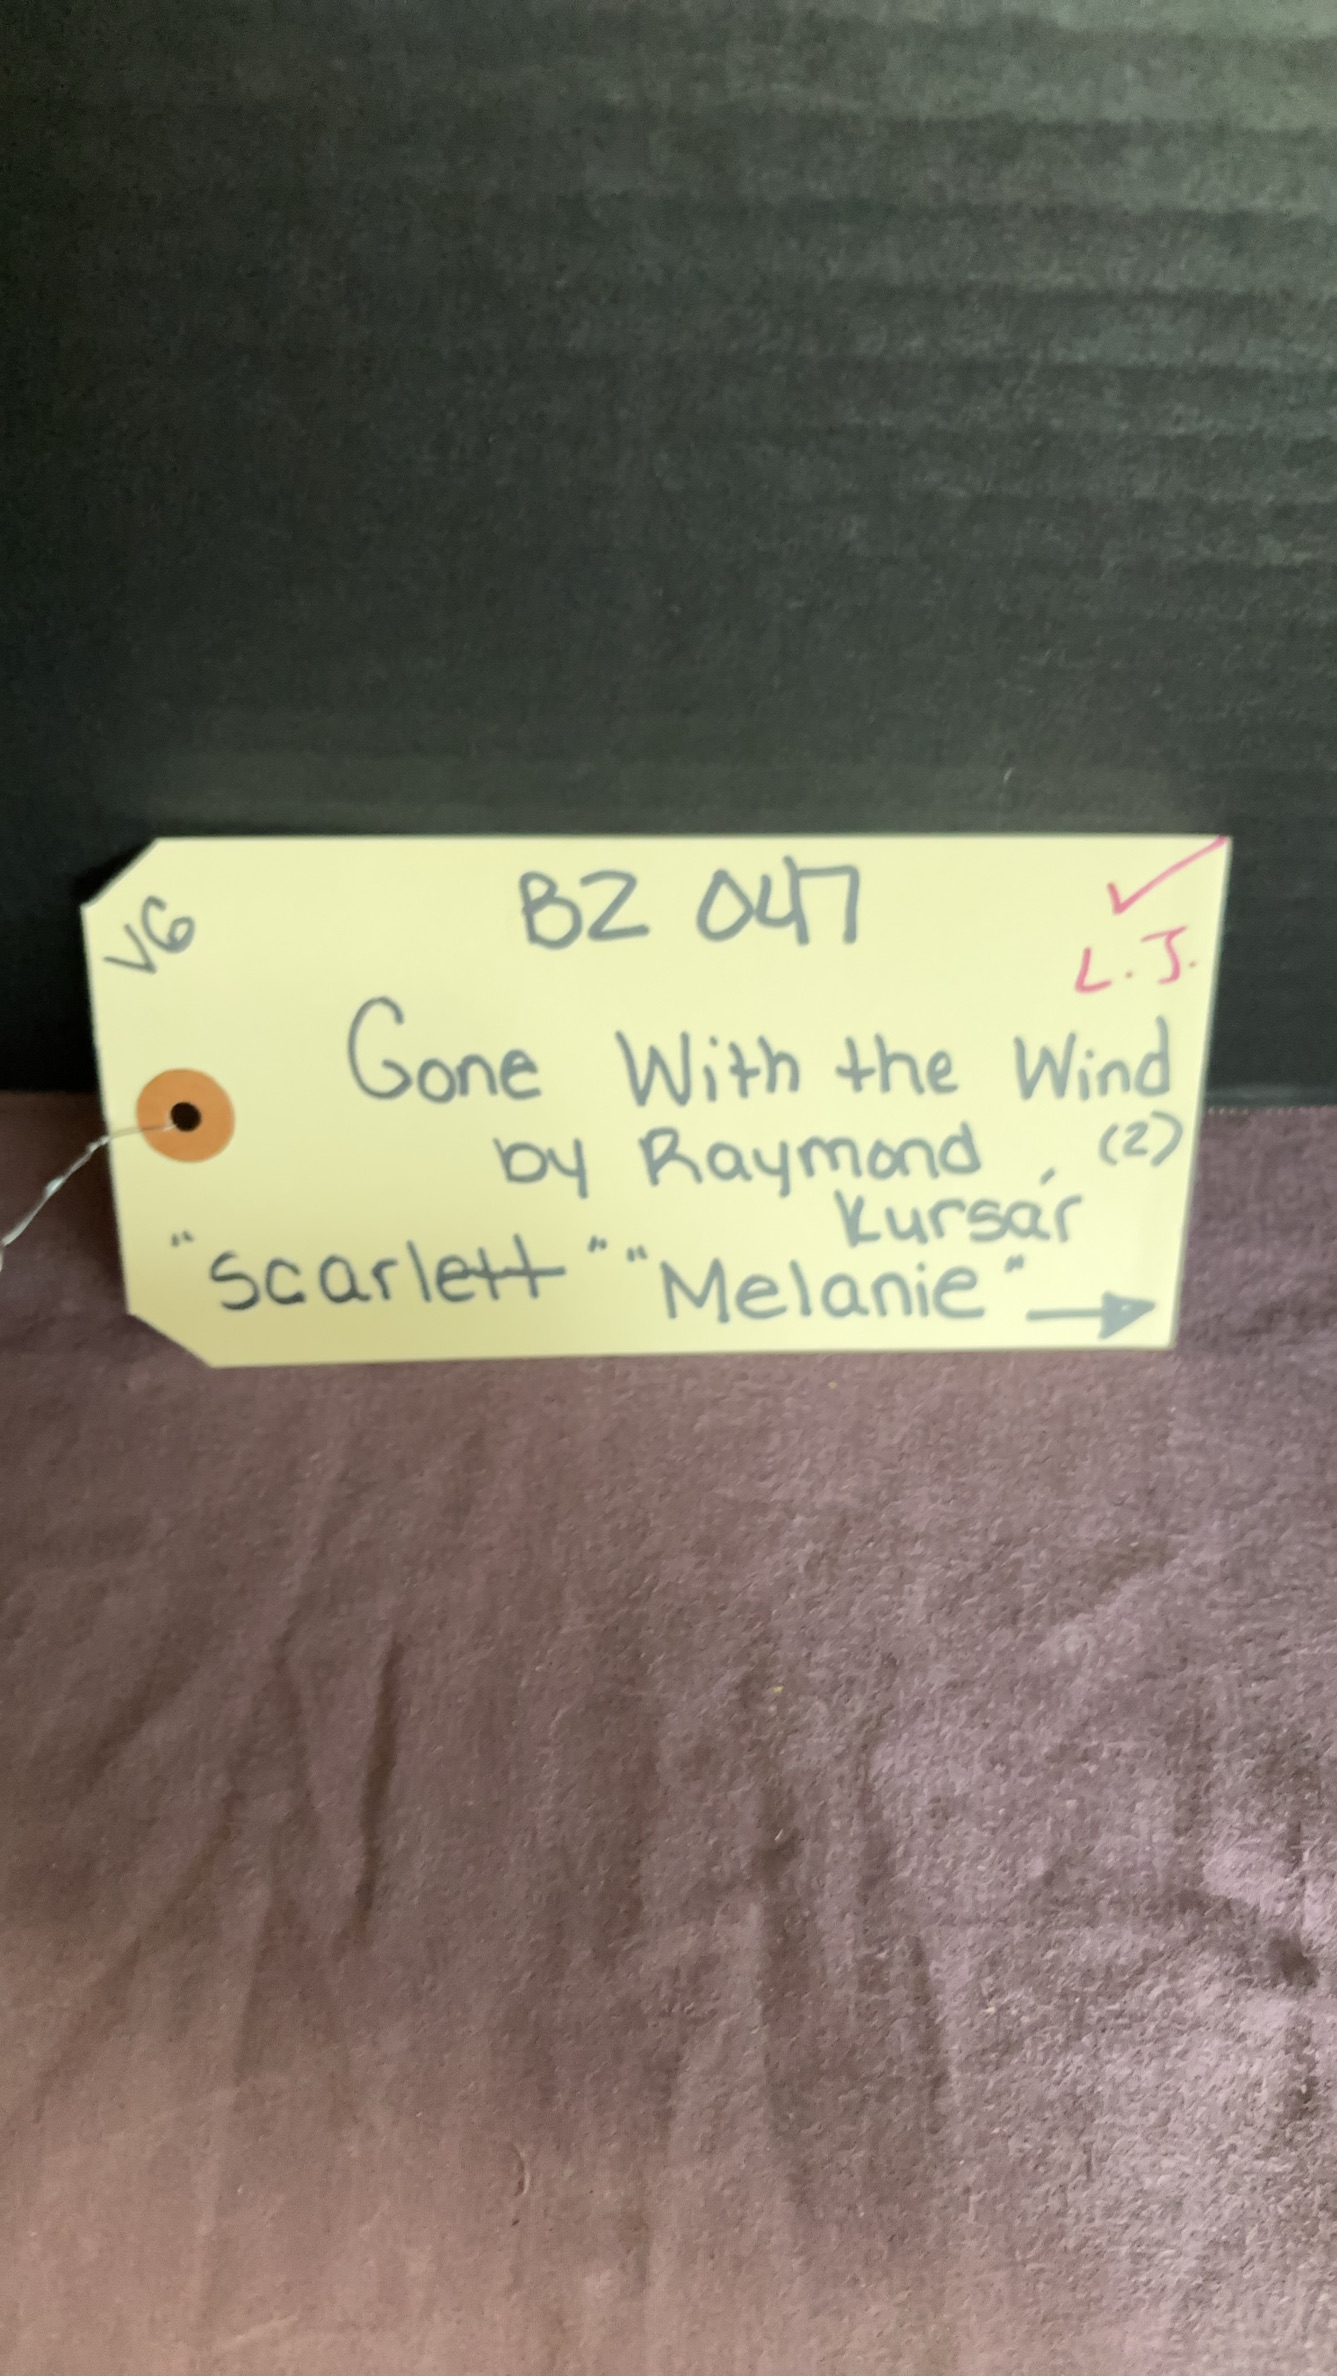 VG
BZ 047
L.J.
Gone With the Wind
by Raymond (2)
Kursár
"Scarlett" "Melanie"